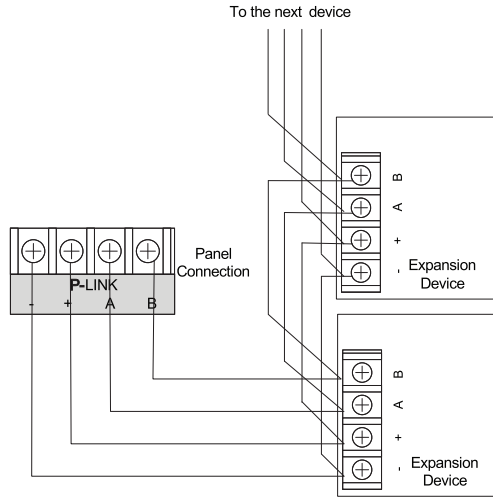 To the next device
B
A
+
-
Expansion
Device
Panel
Connection
P-LINK
- + A B
B
A
+
-
Expansion
Device